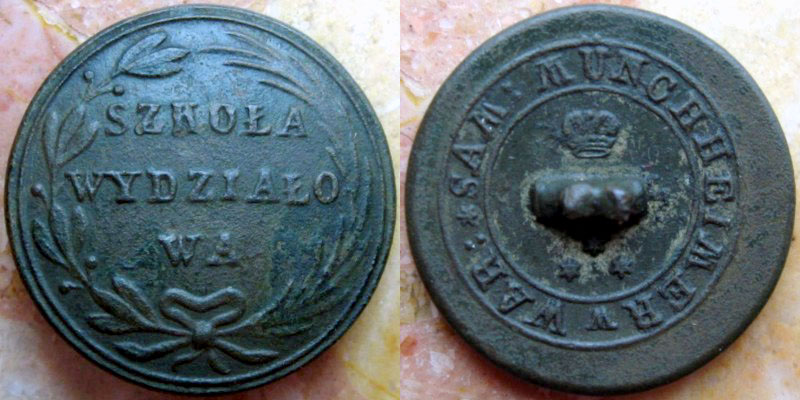 SZKOŁA
WYDZIAŁO
WA
SAM: MÜNCHHEIMER W WAR: